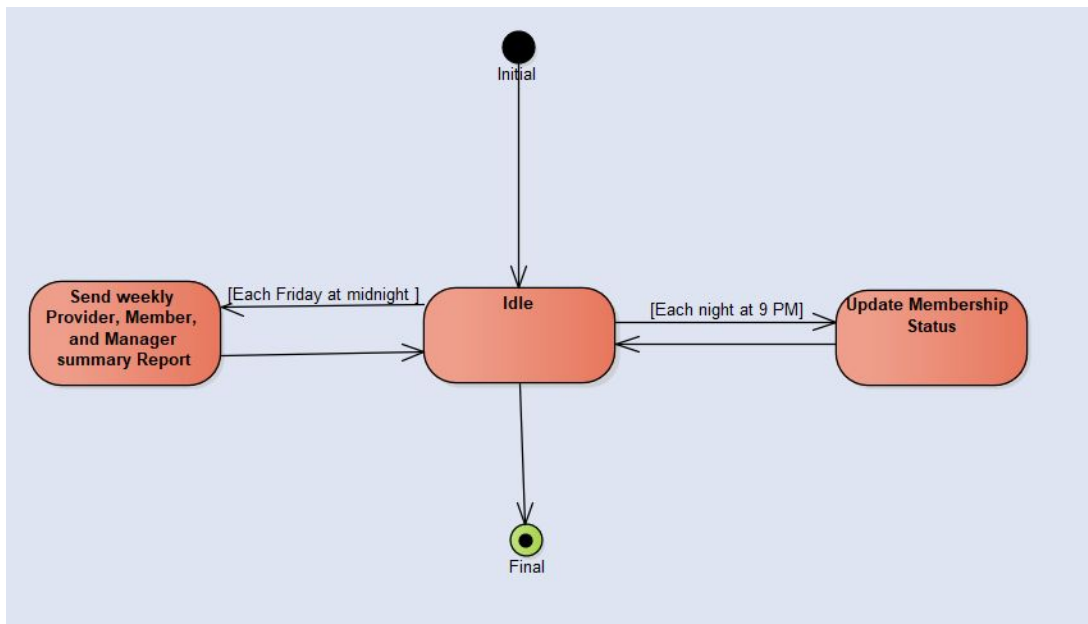 Initial
Send weekly
Provider, Member,
and Manager
summary Report
[Each Friday at midnight ]
Idle
[Each night at 9 PM]
Update Membership
Status
Final